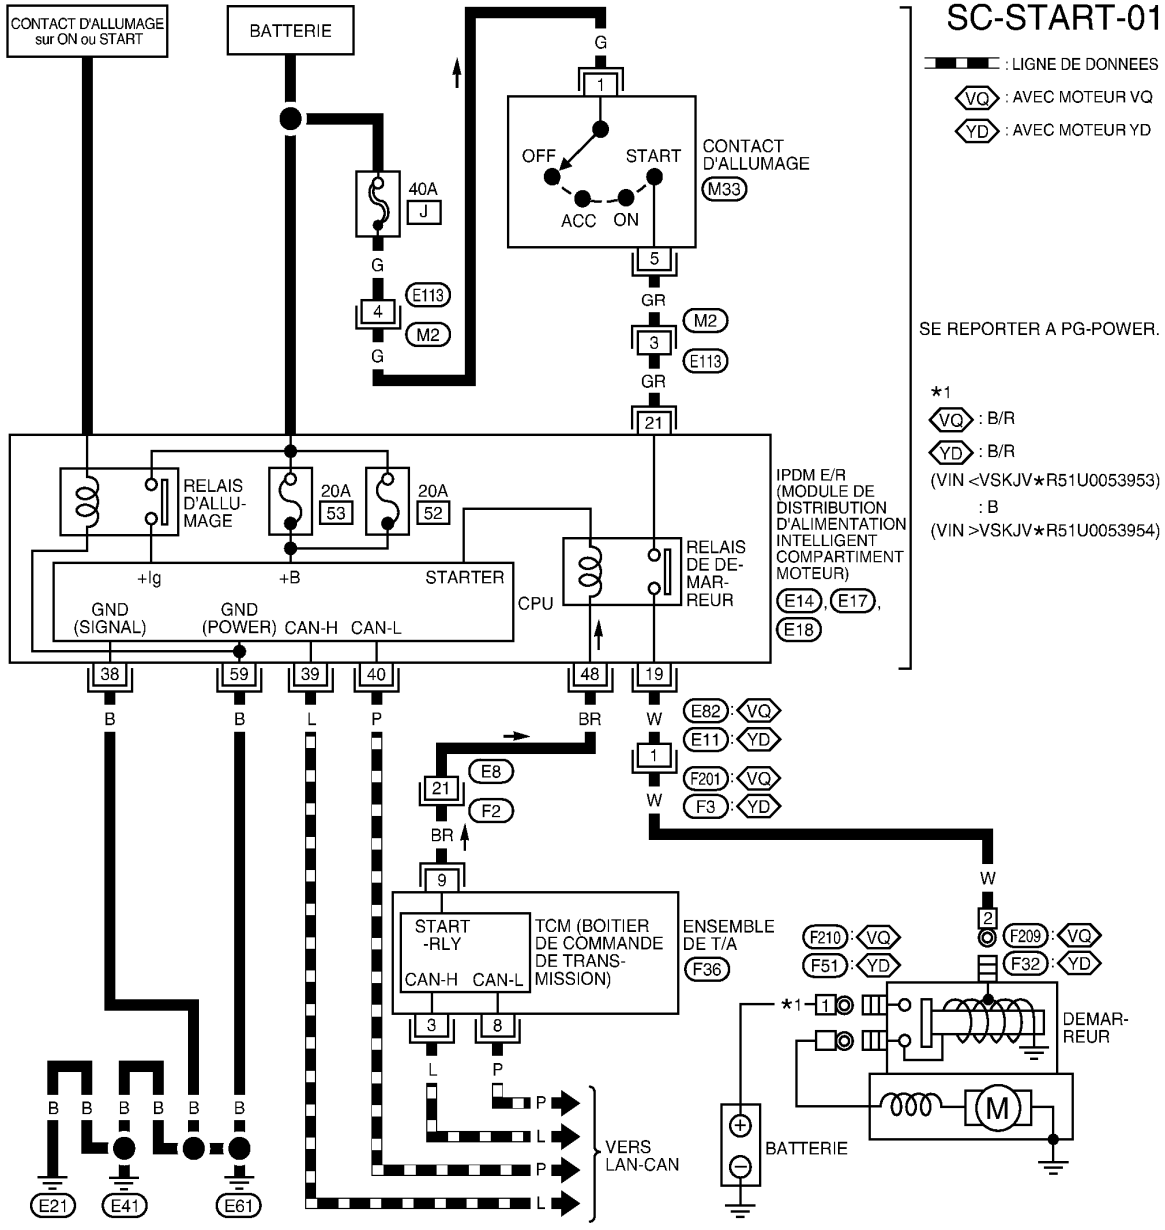 CONTACT D'ALLUMAGE
sur ON ou START
BATTERIE
SC-START-01
: LIGNE DE DONNEES
VQ : AVEC MOTEUR VQ
YD : AVEC MOTEUR YD
G
1
OFF
START
ACC
ON
CONTACT
D'ALLUMAGE
M33
40A
J
G
4
E113
M2
G
5
GR
3
M2
E113
GR
21
SE REPORTER A PG-POWER.
*1
VQ : B/R
YD : B/R
(VIN <VSKJV*R51U0053953)
: B
(VIN >VSKJV*R51U0053954)
RELAIS
D'ALLU-
MAGE
20A
53
20A
52
RELAIS
DE DE-
MAR-
REUR
IPDM E/R
(MODULE DE
DISTRIBUTION
D'ALIMENTATION
INTELLIGENT
COMPARTIMENT
MOTEUR)
E14, E17,
E18
+Ig
+B
STARTER
CPU
GND
(SIGNAL)
GND
(POWER)
CAN-H
CAN-L
38
59
39
40
48
19
B
B
L
P
BR
W
E82 : VQ
E11 : YD
1
F201 : VQ
F3 : YD
W
21
E8
F2
BR
9
START
-RLY
CAN-H
CAN-L
TCM (BOITIER
DE COMMANDE
DE TRANS-
MISSION)
ENSEMBLE
DE T/A
F36
3
8
L
P
W
2
F210 : VQ
F51 : YD
F209 : VQ
F32 : YD
*1
1
DEMAR-
REUR
M
BATTERIE
+
−
B
B
B
B
B
B
E21
E41
E61
P
L
P
L
VERS
LAN-CAN